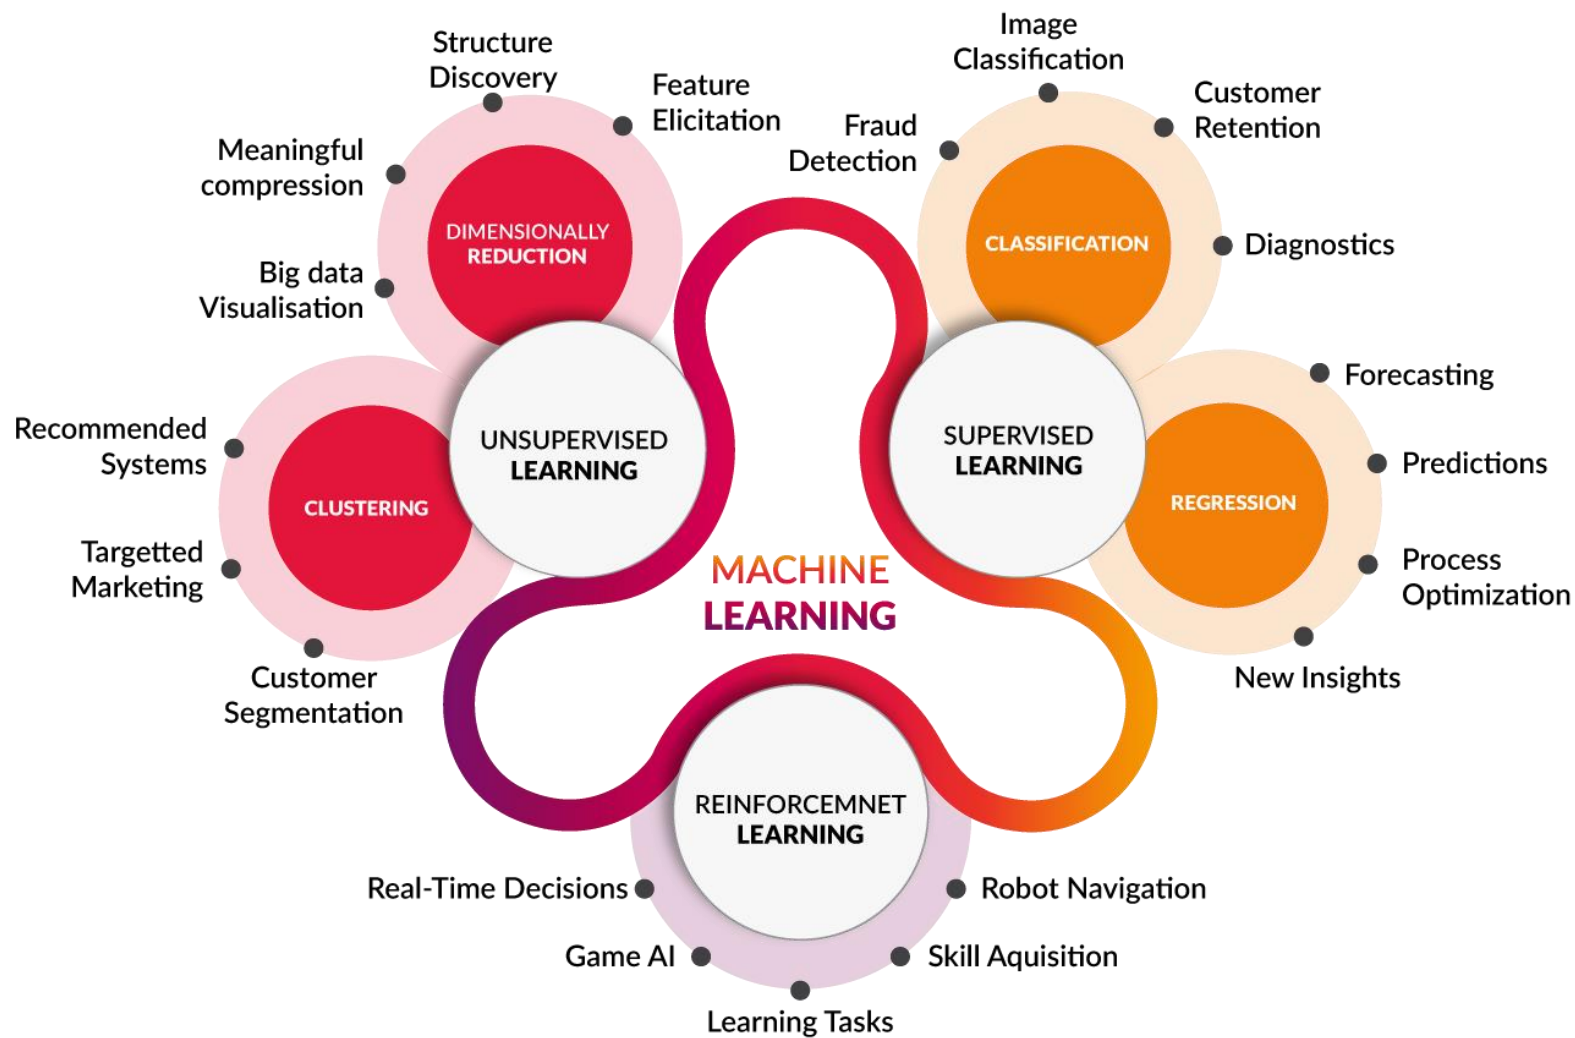 Structure
Discovery
Feature
Elicitation
Meaningful
compression
Big data
Visualisation
DIMENSIONALLY
REDUCTION
Recommended
Systems
Targetted
Marketing
Customer
Segmentation
CLUSTERING
UNSUPERVISED
LEARNING
Image
Classification
Customer
Retention
Fraud
Detection
Diagnostics
CLASSIFICATION
Forecasting
Predictions
Process
Optimization
New Insights
REGRESSION
SUPERVISED
LEARNING
MACHINE
LEARNING
REINFORCEMNET
LEARNING
Real-Time Decisions
Robot Navigation
Game AI
Skill Aquisition
Learning Tasks